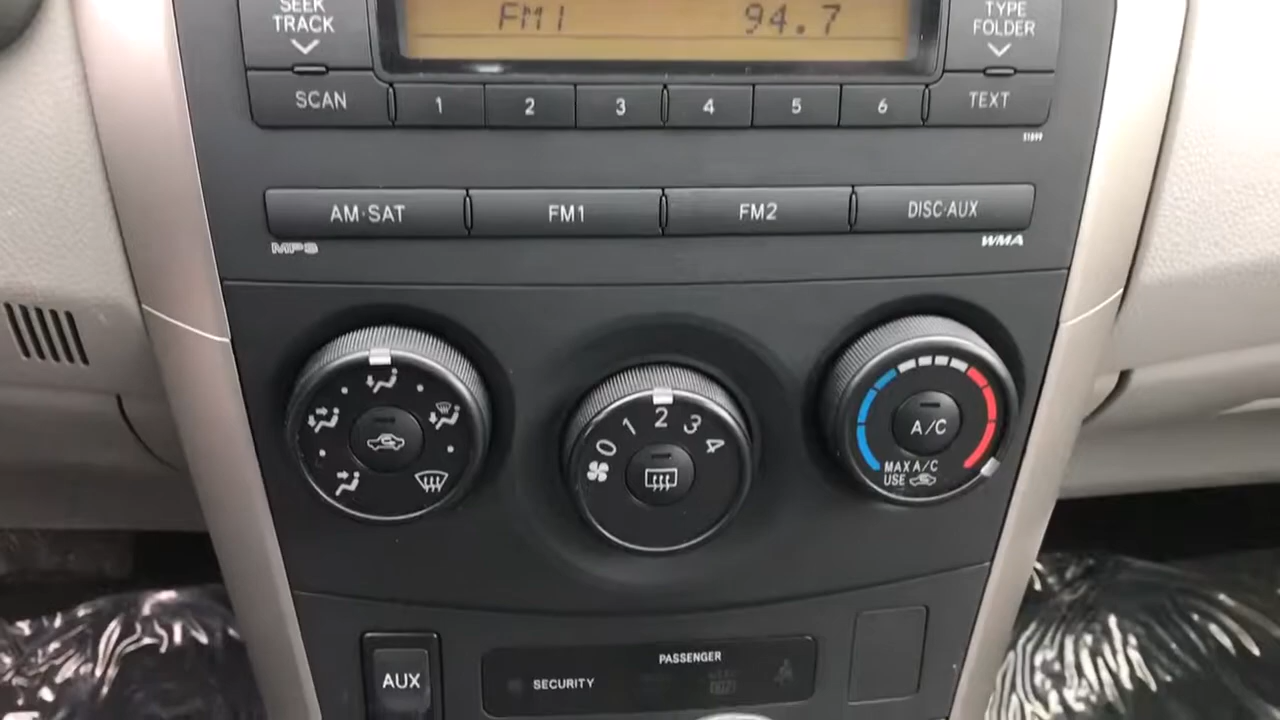 SEEK
TRACK
FM1
94.7
TYPE
FOLDER
SCAN
1
2
3
4
5
6
TEXT
51899
AM·SAT
FM1
FM2
DISC·AUX
MP3
WMA
0
1
2
3
4
A/C
MAX A/C
USE
AUX
PASSENGER
SECURITY